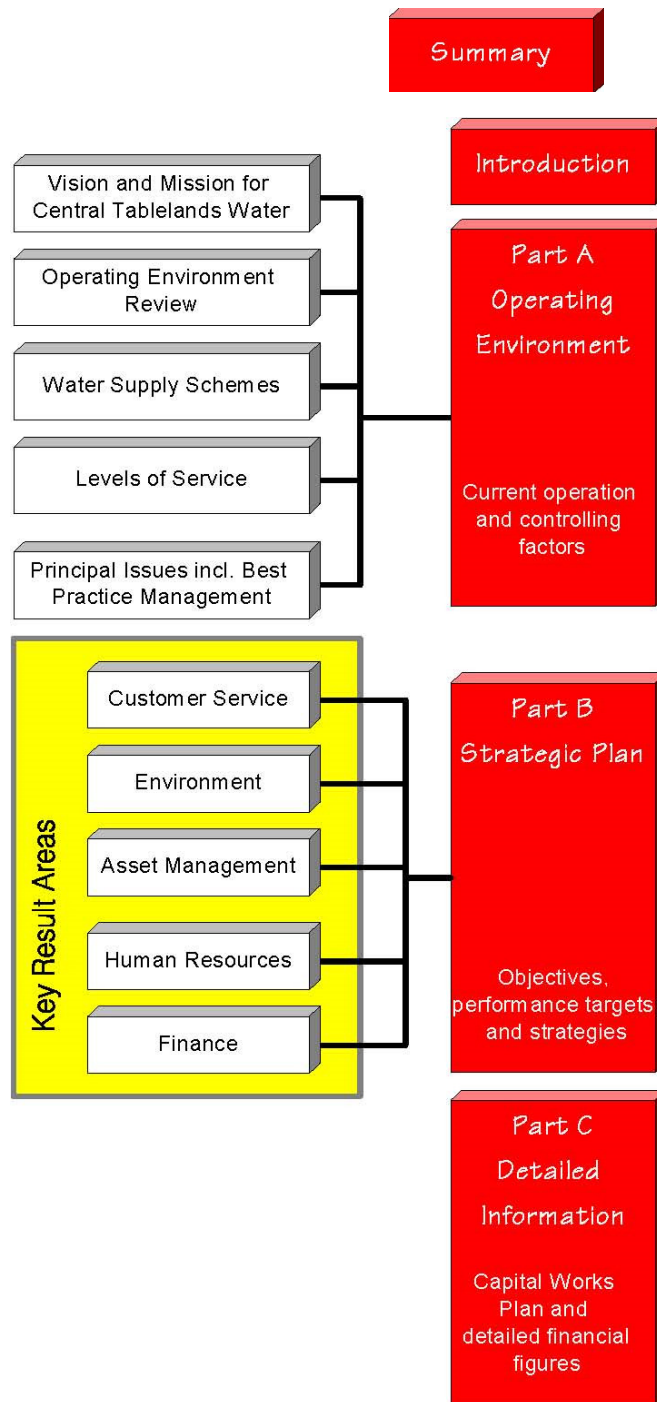 Summary
Introduction
Vision and Mission for
Central Tablelands Water
Operating Environment
Review
Water Supply Schemes
Levels of Service
Principal Issues incl. Best
Practice Management
Part A
Operating
Environment
Current operation
and controlling
factors
Key Result Areas
Customer Service
Environment
Asset Management
Human Resources
Finance
Part B
Strategic Plan
Objectives,
performance targets
and strategies
Part C
Detailed
Information
Capital Works
Plan and
detailed financial
figures